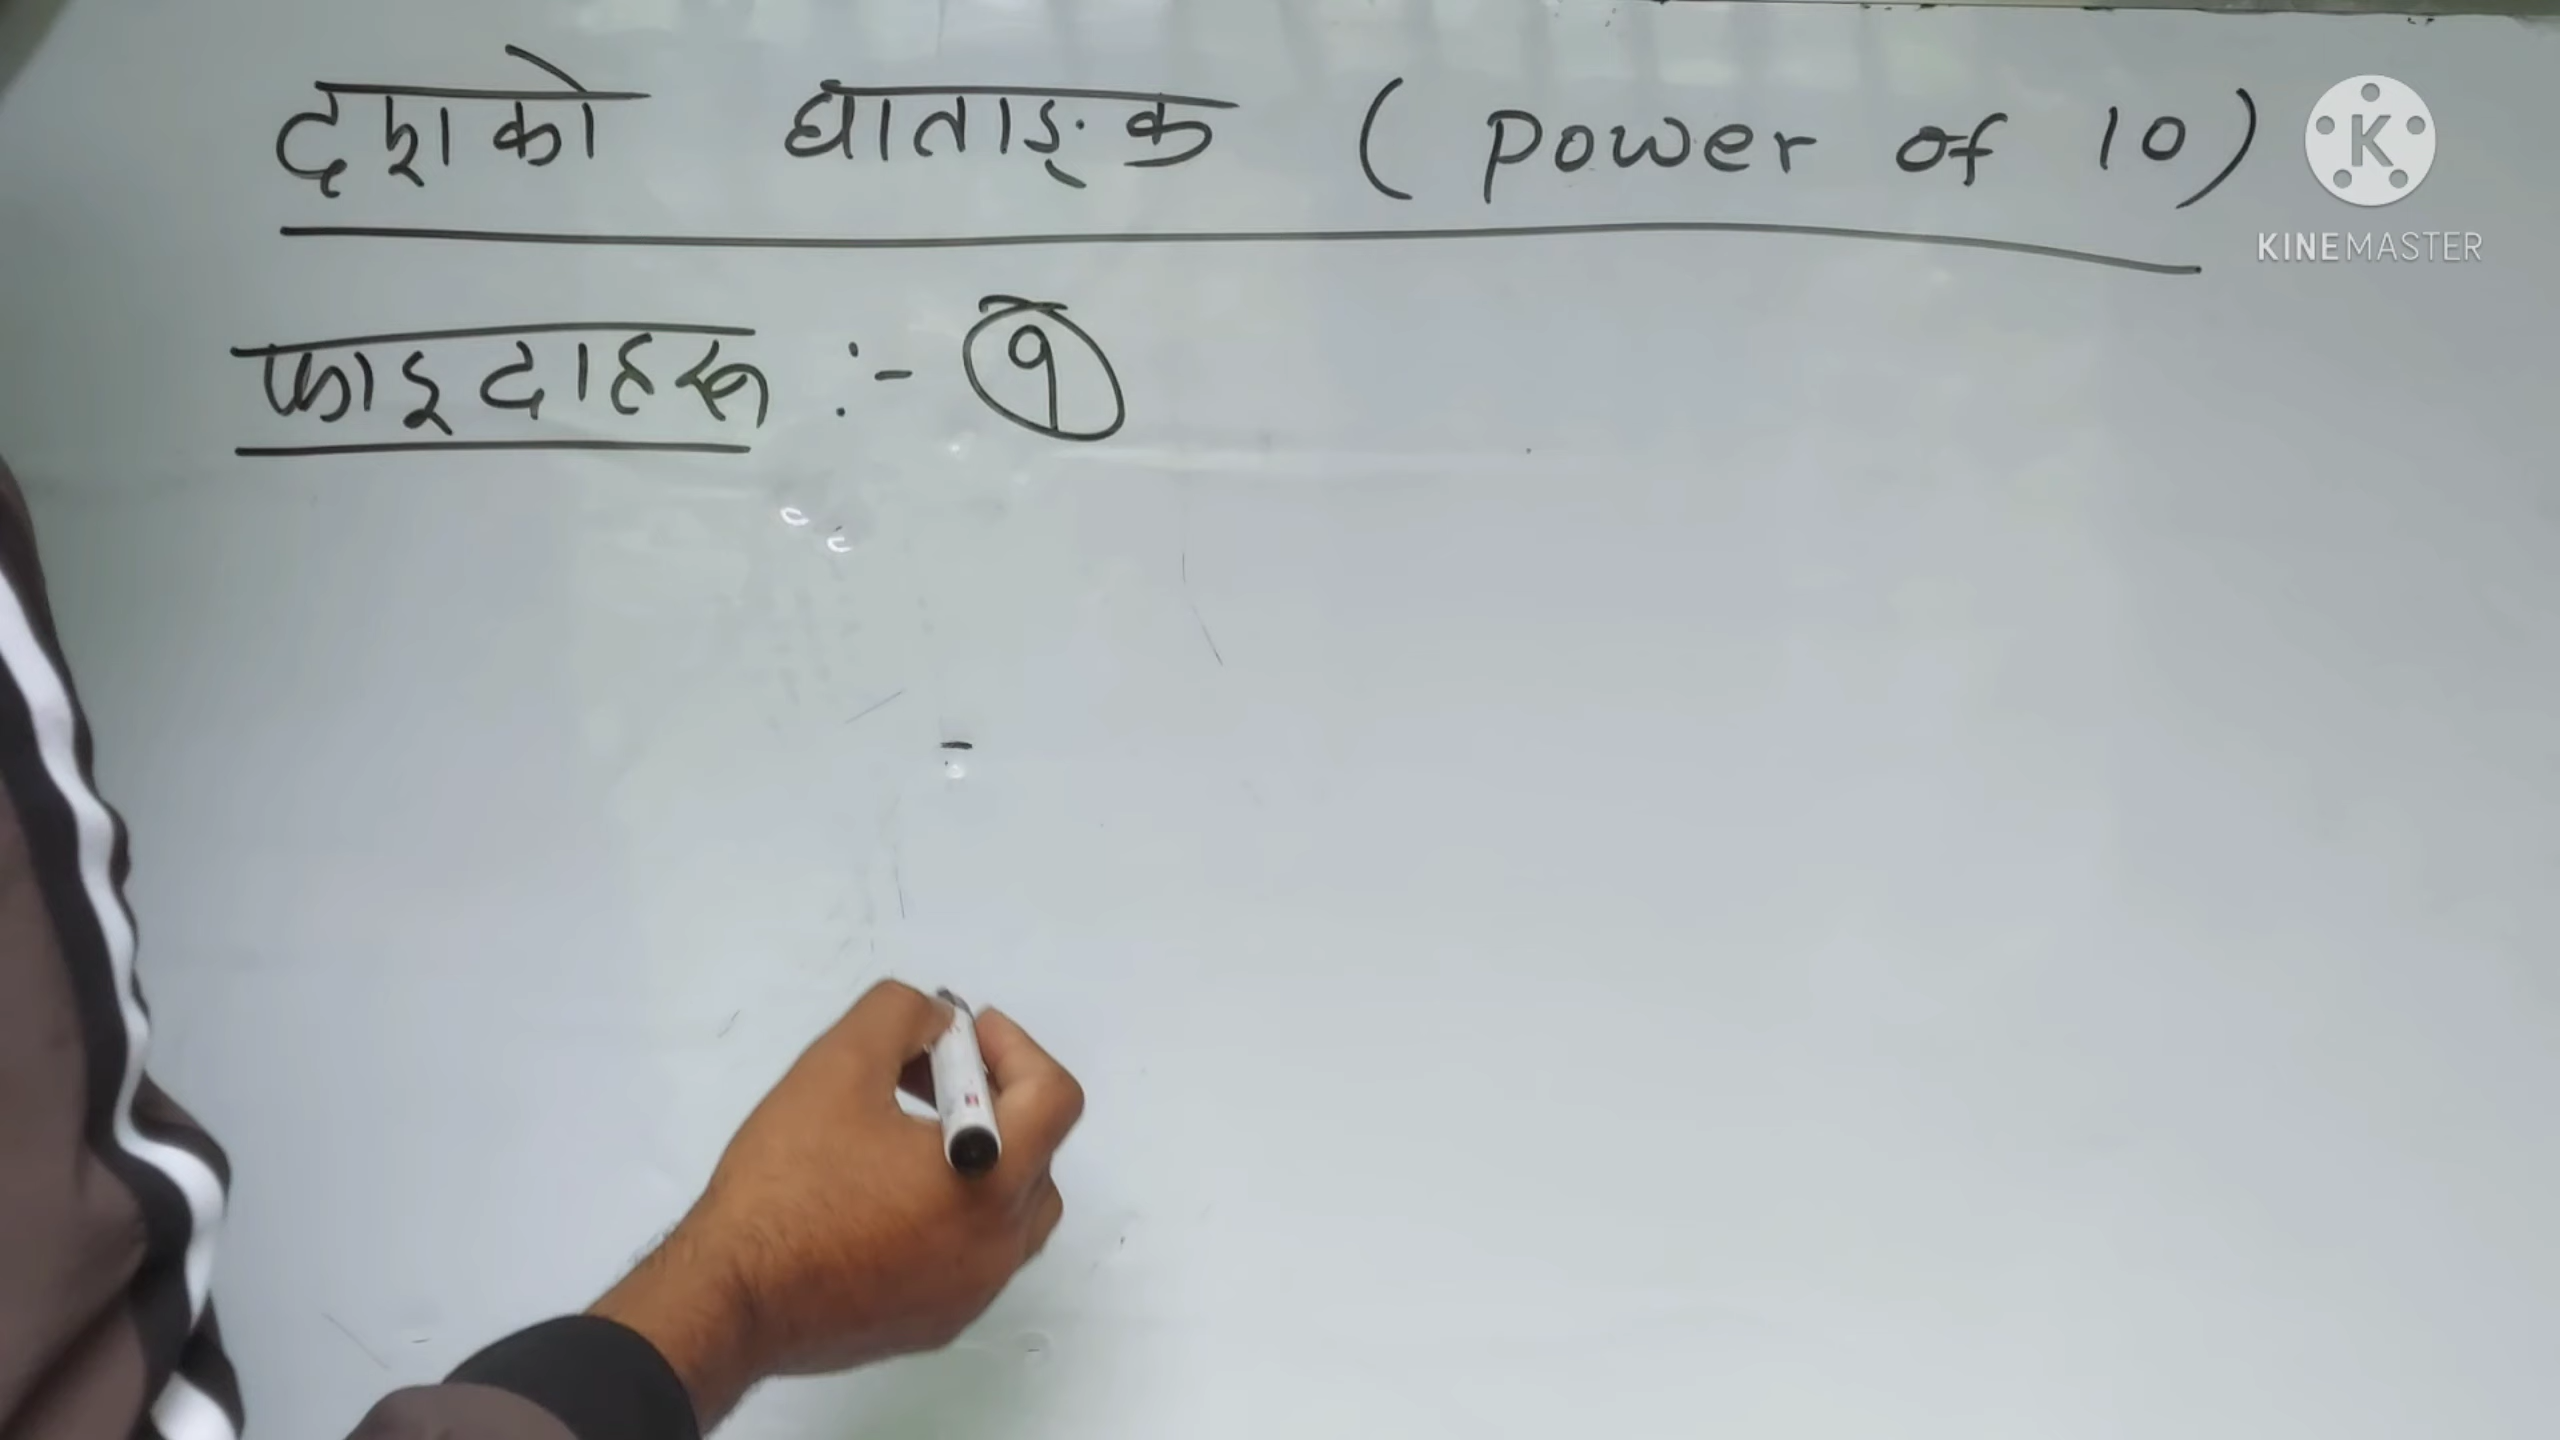 दशको घाताङ्क (power of 10)
K
KINEMASTER
फाइदाहरू :- १
-